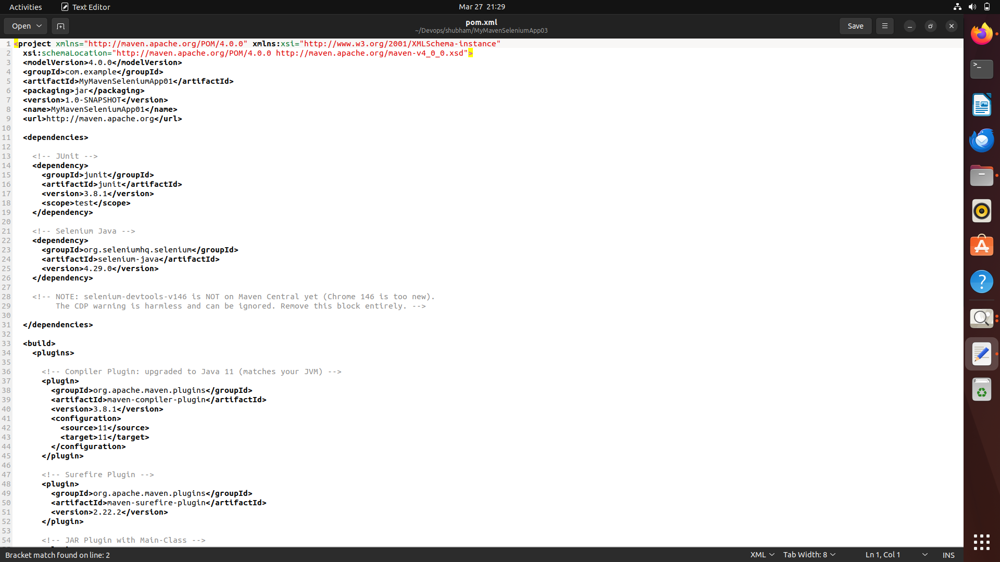 Activities Text Editor Mar 27 21:29
Open pom.xml Save
~/Devops/shubham/MyMavenSeleniumApp03
1 <project xmlns="http://maven.apache.org/POM/4.0.0" xmlns:xsi="http://www.w3.org/2001/XMLSchema-instance"
2   xsi:schemaLocation="http://maven.apache.org/POM/4.0.0 http://maven.apache.org/maven-v4_0_0.xsd">
3   <modelVersion>4.0.0</modelVersion>
4   <groupId>com.example</groupId>
5   <artifactId>MyMavenSeleniumApp01</artifactId>
6   <packaging>jar</packaging>
7   <version>1.0-SNAPSHOT</version>
8   <name>MyMavenSeleniumApp01</name>
9   <url>http://maven.apache.org</url>
10
11   <dependencies>
12
13     <!-- JUnit -->
14     <dependency>
15       <groupId>junit</groupId>
16       <artifactId>junit</artifactId>
17       <version>3.8.1</version>
18       <scope>test</scope>
19     </dependency>
20
21     <!-- Selenium Java -->
22     <dependency>
23       <groupId>org.seleniumhq.selenium</groupId>
24       <artifactId>selenium-java</artifactId>
25       <version>4.29.0</version>
26     </dependency>
27
28     <!-- NOTE: selenium-devtools-v146 is NOT on Maven Central yet (Chrome 146 is too new).
29          The CDP warning is harmless and can be ignored. Remove this block entirely. -->
30
31   </dependencies>
32
33   <build>
34     <plugins>
35
36       <!-- Compiler Plugin: upgraded to Java 11 (matches your JVM) -->
37       <plugin>
38         <groupId>org.apache.maven.plugins</groupId>
39         <artifactId>maven-compiler-plugin</artifactId>
40         <version>3.8.1</version>
41         <configuration>
42           <source>11</source>
43           <target>11</target>
44         </configuration>
45       </plugin>
46
47       <!-- Surefire Plugin -->
48       <plugin>
49         <groupId>org.apache.maven.plugins</groupId>
50         <artifactId>maven-surefire-plugin</artifactId>
51         <version>2.22.2</version>
52       </plugin>
53
54       <!-- JAR Plugin with Main-Class -->
Bracket match found on line: 2 XML Tab Width: 8 Ln 1, Col 1 INS